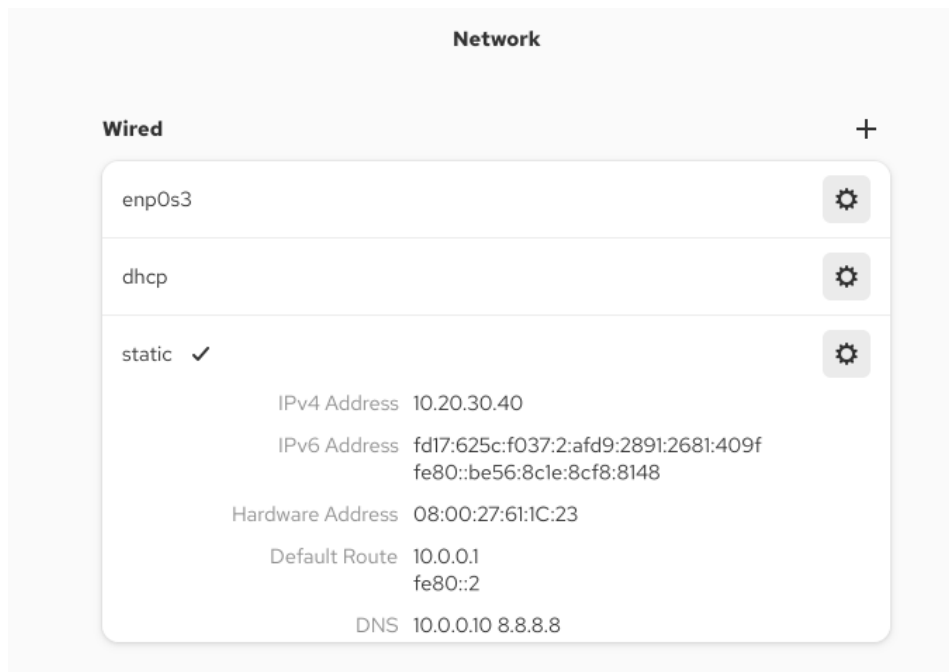 Network
Wired
enp0s3
dhcp
static
IPv4 Address 10.20.30.40
IPv6 Address fd17:625c:f037:2:afd9:2891:2681:409f
fe80::be56:8c1e:8cf8:8148
Hardware Address 08:00:27:61:1C:23
Default Route 10.0.0.1
fe80::2
DNS 10.0.0.10 8.8.8.8